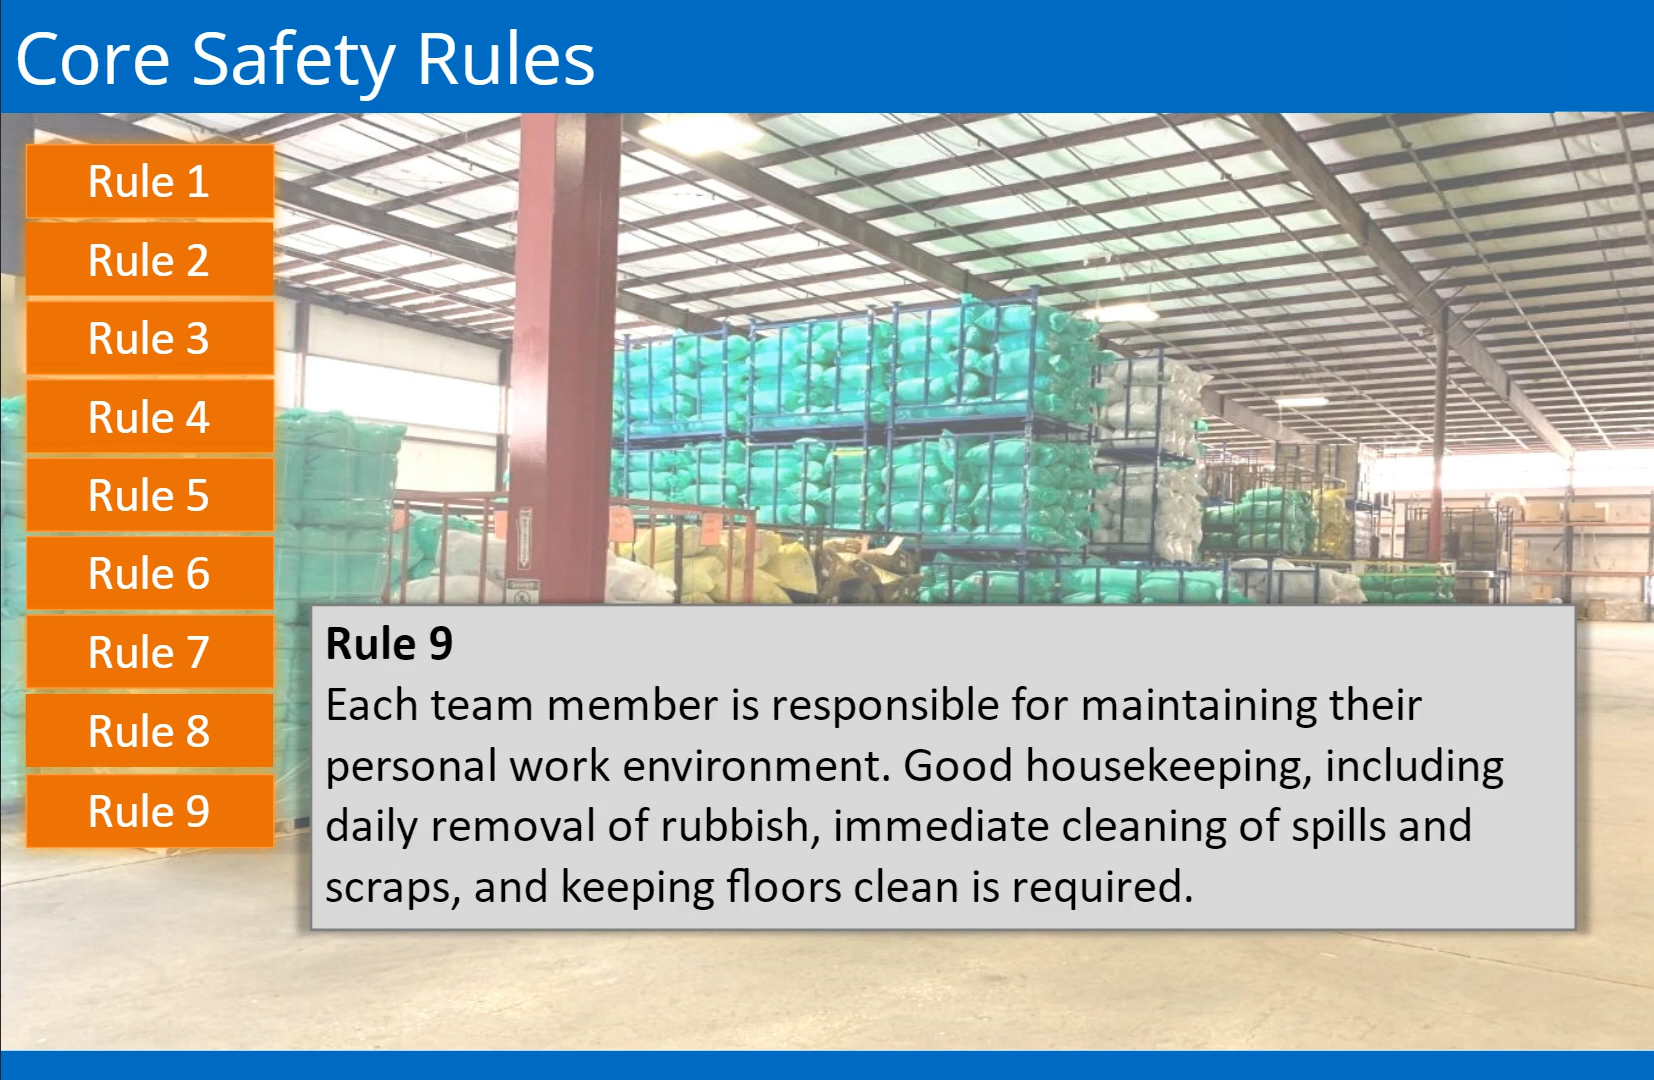 Core Safety Rules
Rule 1
Rule 2
Rule 3
Rule 4
Rule 5
Rule 6
Rule 7
Rule 8
Rule 9
Rule 9
Each team member is responsible for maintaining their
personal work environment. Good housekeeping, including
daily removal of rubbish, immediate cleaning of spills and
scraps, and keeping floors clean is required.